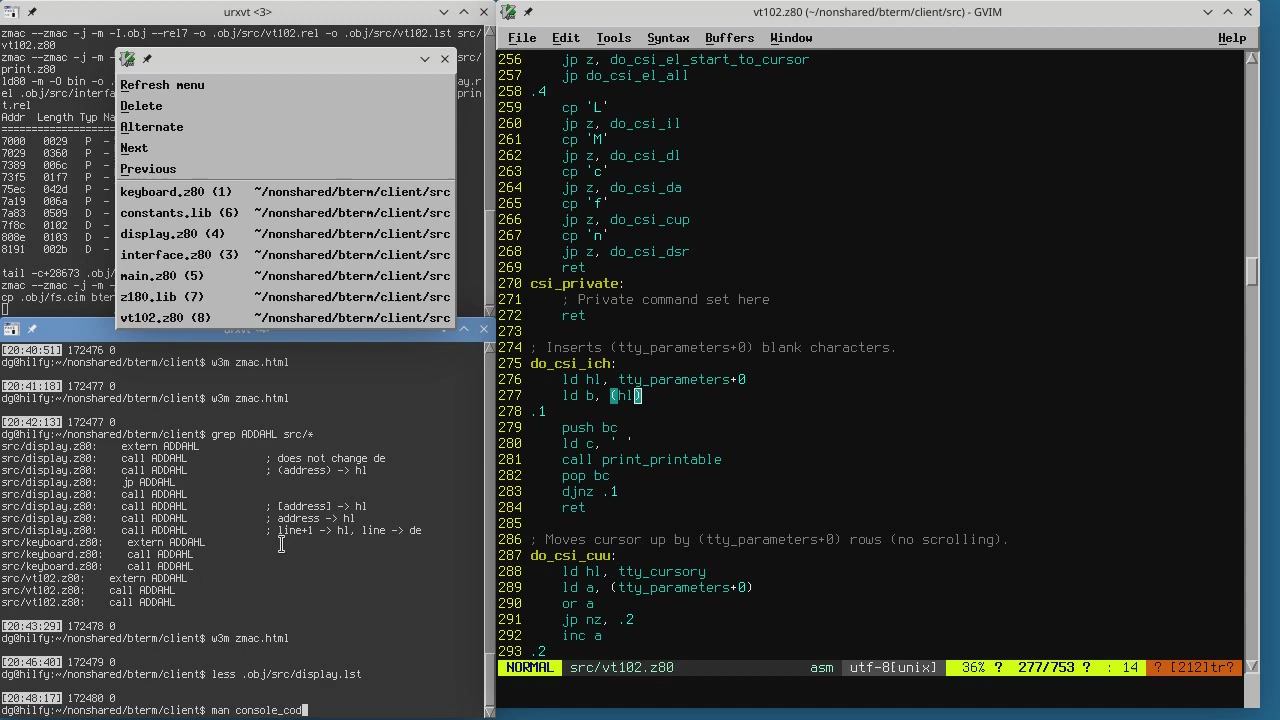 urxvt <3>
zmac --zmac -j -m -I.obj --rel7 -o .obj/src/vt102.rel -o .obj/src/vt102.lst src/
vt102.z80
zmac --zmac -j -m
print.z80
ld80 -m -O bin -o
el .obj/src/interfa
t.rel
Addr Length Typ Na
7000 0029 P -
7029 0360 P -
7389 006c P -
73f5 01f7 P -
75ec 042d P -
7a19 006a P -
7a83 0509 D -
7f8c 0102 D -
808e 0103 D -
8191 002b D -
tail -c+28673 .obj/
cp .obj/fs.cim bter
Refresh menu
Delete
Alternate
Next
Previous
keyboard.z80 (1) ~/nonshared/bterm/client/src
constants.lib (6) ~/nonshared/bterm/client/src
display.z80 (4) ~/nonshared/bterm/client/src
interface.z80 (3) ~/nonshared/bterm/client/src
main.z80 (5) ~/nonshared/bterm/client/src
z180.lib (7) ~/nonshared/bterm/client/src
vt102.z80 (8) ~/nonshared/bterm/client/src
[20:40:51] 172476 0
dg@hilfy:~/nonshared/bterm/client$ w3m zmac.html
[20:41:18] 172477 0
dg@hilfy:~/nonshared/bterm/client$ w3m zmac.html
[20:42:13] 172477 0
dg@hilfy:~/nonshared/bterm/client$ grep ADDAHL src/*
src/display.z80: extern ADDAHL
src/display.z80: call ADDAHL ; does not change de
src/display.z80: call ADDAHL ; (address) -> hl
src/display.z80: jp ADDAHL
src/display.z80: call ADDAHL
src/display.z80: call ADDAHL ; [address] -> hl
src/display.z80: call ADDAHL ; address -> hl
src/display.z80: call ADDAHL ; line+1 -> hl, line -> de
src/keyboard.z80: extern ADDAHL
src/keyboard.z80: call ADDAHL
src/keyboard.z80: call ADDAHL
src/vt102.z80: extern ADDAHL
src/vt102.z80: call ADDAHL
src/vt102.z80: call ADDAHL
[20:43:29] 172478 0
dg@hilfy:~/nonshared/bterm/client$ w3m zmac.html
[20:46:40] 172479 0
dg@hilfy:~/nonshared/bterm/client$ less .obj/src/display.lst
[20:48:17] 172480 0
dg@hilfy:~/nonshared/bterm/client$ man console_cod
vt102.z80 (~/nonshared/bterm/client/src) - GVIM
File Edit Tools Syntax Buffers Window Help
256 jp z, do_csi_el_start_to_cursor
257 jp do_csi_el_all
258 .4
259 cp 'L'
260 jp z, do_csi_il
261 cp 'M'
262 jp z, do_csi_dl
263 cp 'c'
264 jp z, do_csi_da
265 cp 'f'
266 jp z, do_csi_cup
267 cp 'n'
268 jp z, do_csi_dsr
269 ret
270 csi_private:
271 ; Private command set here
272 ret
273
274 ; Inserts (tty_parameters+0) blank characters.
275 do_csi_ich:
276 ld hl, tty_parameters+0
277 ld b, (hl)
278 .1
279 push bc
280 ld c, ' '
281 call print_printable
282 pop bc
283 djnz .1
284 ret
285
286 ; Moves cursor up by (tty_parameters+0) rows (no scrolling).
287 do_csi_cuu:
288 ld hl, tty_cursory
289 ld a, (tty_parameters+0)
290 or a
291 jp nz, .2
292 inc a
293 .2
NORMAL src/vt102.z80 asm utf-8[unix] 36% ? 277/753 ? : 14 ? [212]tr?